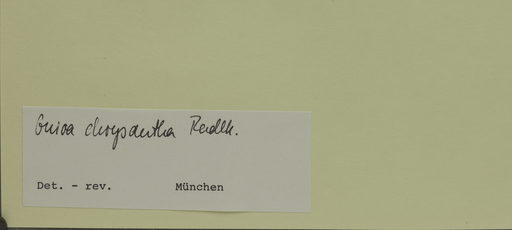 Guioa chrysantha Radlk.
Det. - rev. München